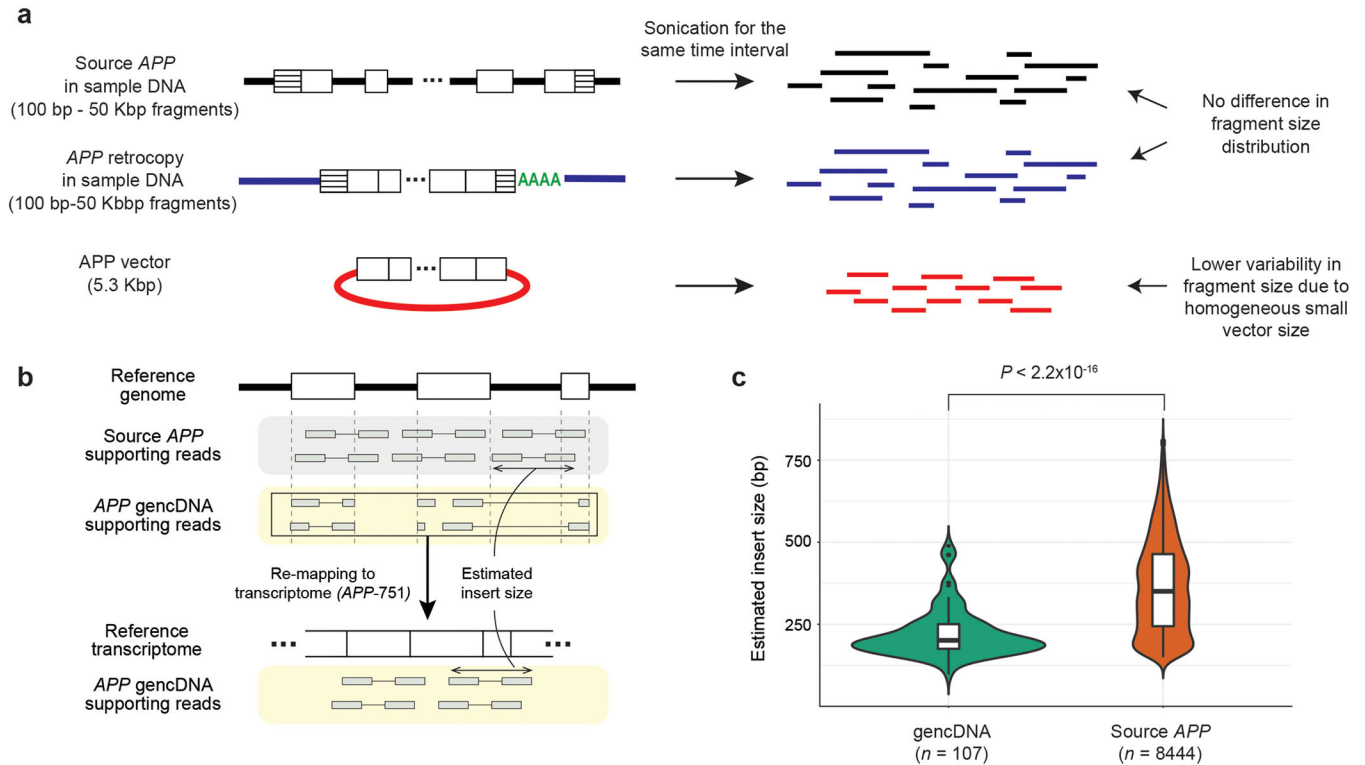 a
Source APP
in sample DNA
(100 bp - 50 Kbp fragments)
Sonication for the
same time interval
No difference in
fragment size
distribution
APP retrocopy
in sample DNA
(100 bp-50 Kbbp fragments)
AAAA
APP vector
(5.3 Kbp)
Lower variability in
fragment size due to
homogeneous small
vector size
b
Reference
genome
Source APP
supporting reads
APP gencDNA
supporting reads
Re-mapping to
transcriptome (APP-751)
Estimated
insert size
Reference
transcriptome
APP gencDNA
supporting reads
c
P < 2.2x10⁻¹⁶
Estimated insert size (bp)
750
500
250
gencDNA
(n = 107)
Source APP
(n = 8444)